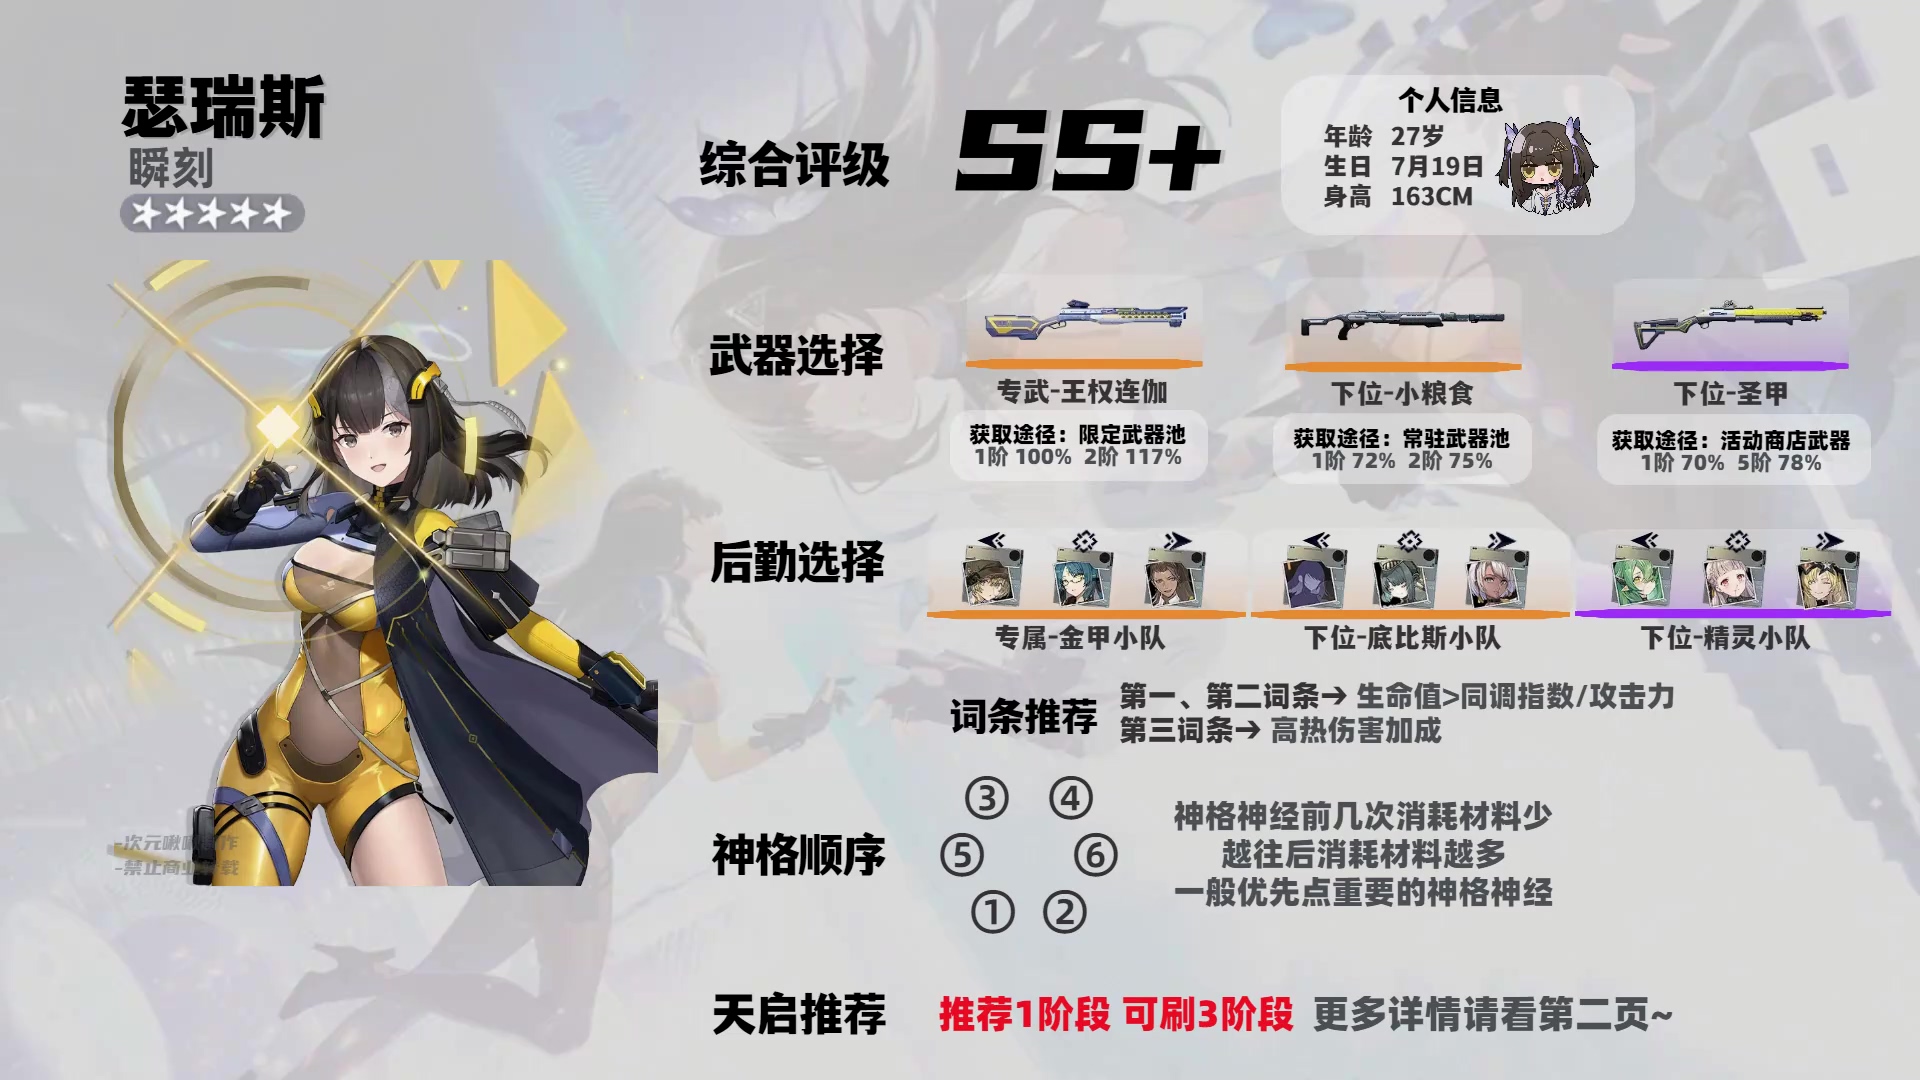 瑟瑞斯
瞬刻
综合评级
SS+
个人信息
年龄 27岁
生日 7月19日
身高 163CM
武器选择
专武-王权连伽
获取途径：限定武器池
1阶 100% 2阶 117%
下位-小粮食
获取途径：常驻武器池
1阶 72% 2阶 75%
下位-圣甲
获取途径：活动商店武器
1阶 70% 5阶 78%
后勤选择
专属-金甲小队
下位-底比斯小队
下位-精灵小队
词条推荐
第一、第二词条→ 生命值>同调指数/攻击力
第三词条→ 高热伤害加成
神格顺序
③ ④
⑤ ⑥
① ②
神格神经前几次消耗材料少
越往后消耗材料越多
一般优先点重要的神格神经
天启推荐
推荐1阶段 可刷3阶段 更多详情请看第二页~